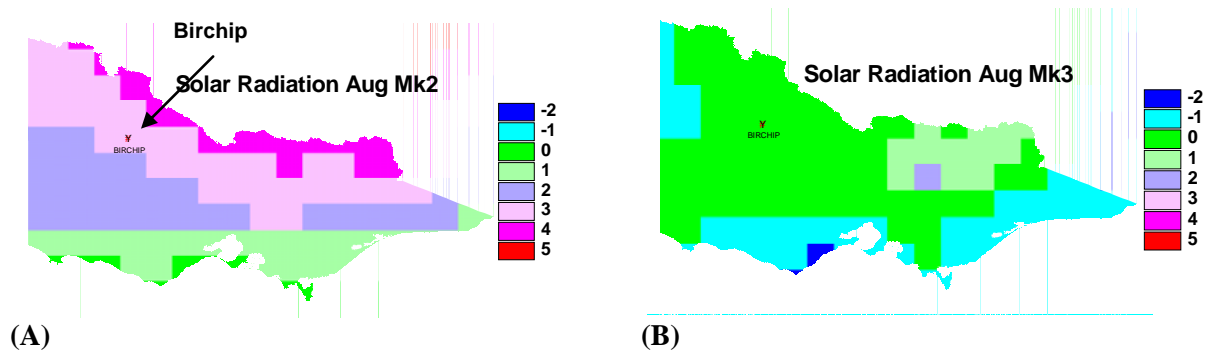 Birchip
Solar Radiation Aug Mk2
¥
BIRCHIP
-2
-1
0
1
2
3
4
5
(A)
Solar Radiation Aug Mk3
¥
BIRCHIP
-2
-1
0
1
2
3
4
5
(B)